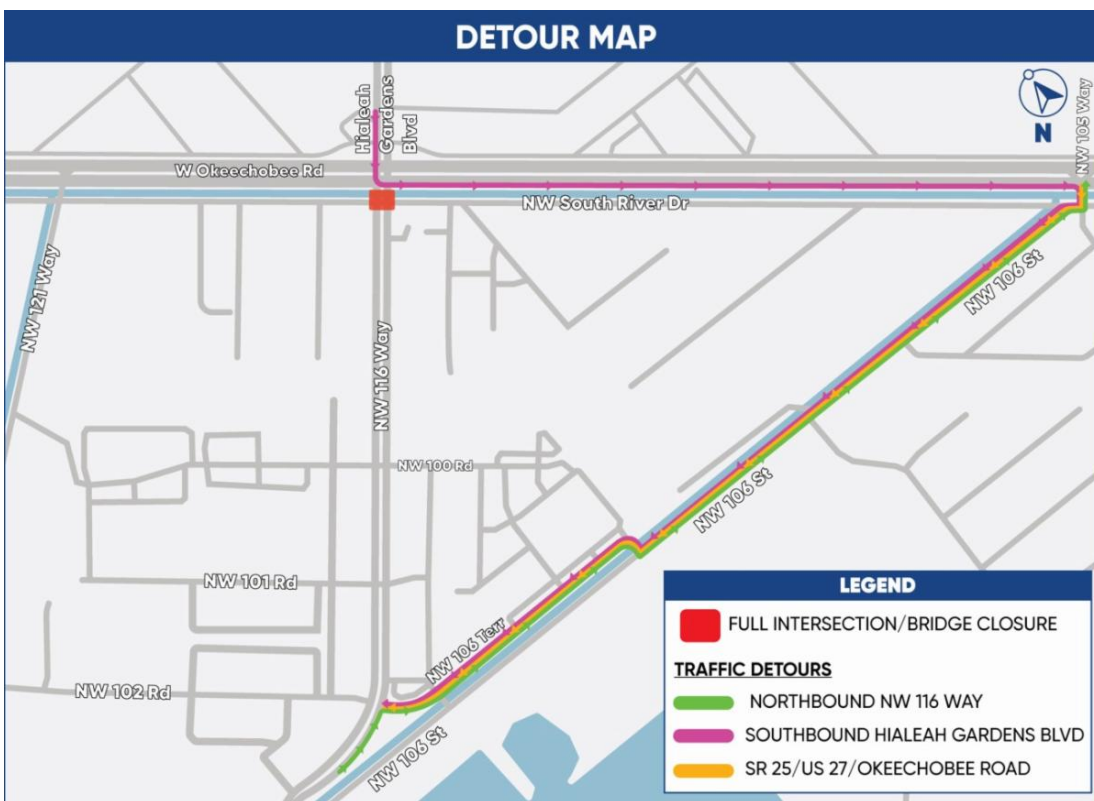 DETOUR MAP
Hialeah
Gardens
Blvd
N
NW 105 Way
W Okeechobee Rd
NW South River Dr
NW 121 Way
NW 116 Way
NW 106 St
NW 100 Rd
NW 106 St
NW 101 Rd
NW 106 Terr
NW 102 Rd
NW 106 St
LEGEND
FULL INTERSECTION/BRIDGE CLOSURE
TRAFFIC DETOURS
NORTHBOUND NW 116 WAY
SOUTHBOUND HIALEAH GARDENS BLVD
SR 25/US 27/OKEECHOBEE ROAD